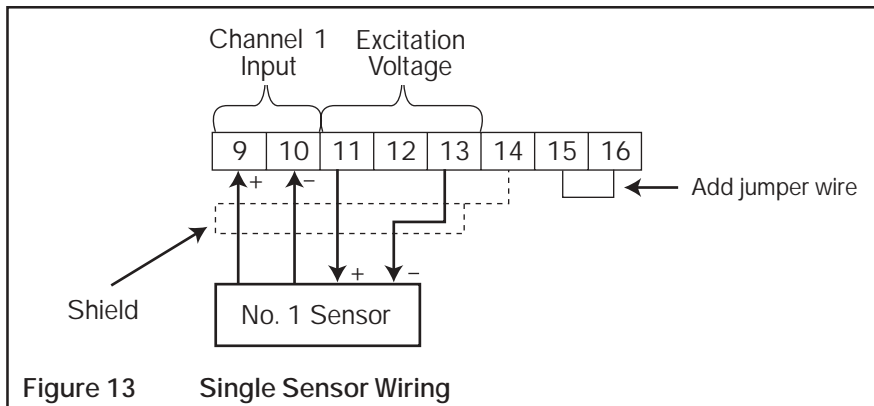 Channel 1 Input
Excitation Voltage
9 10 11 12 13 14 15 16
+ −
Add jumper wire
+ −
Shield
No. 1 Sensor
Figure 13 Single Sensor Wiring